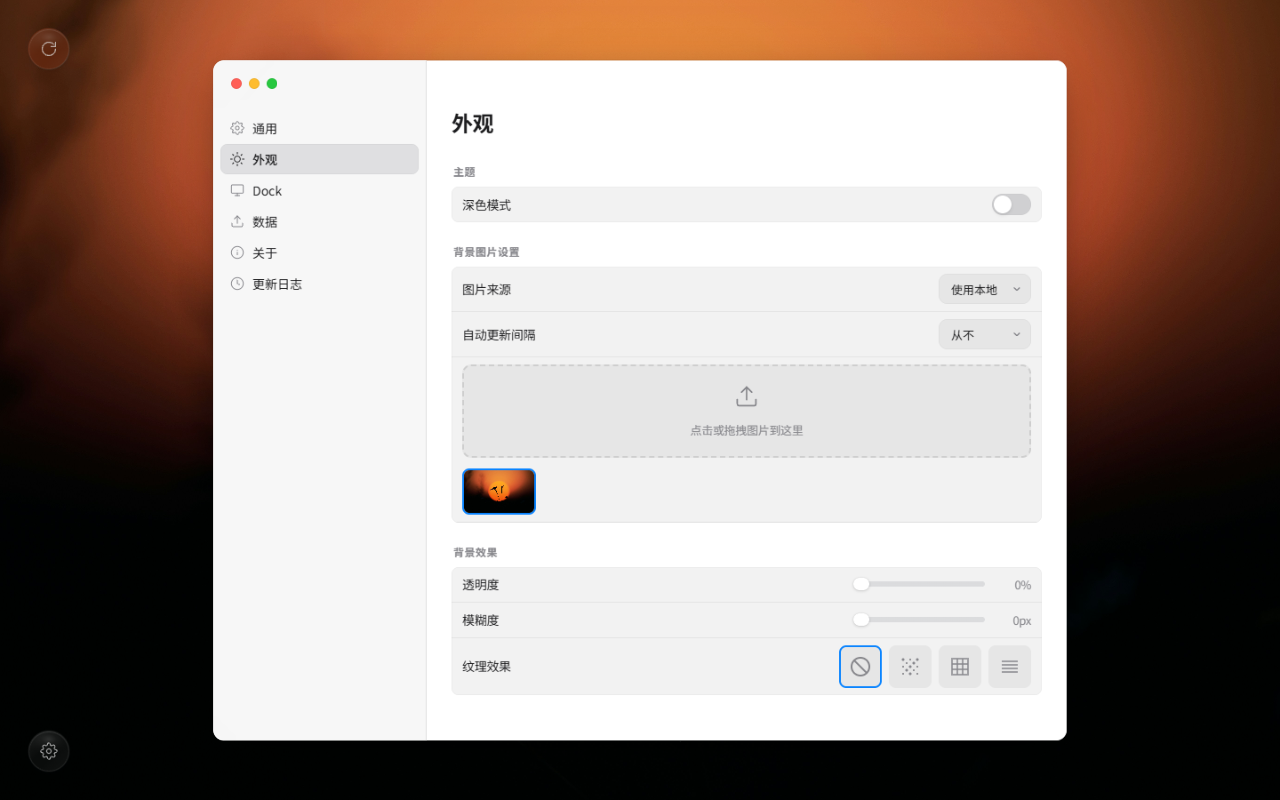 通用
外观
Dock
数据
关于
更新日志
外观
主题
深色模式
背景图片设置
图片来源
使用本地
自动更新间隔
从不
点击或拖拽图片到这里
背景效果
透明度
0%
模糊度
0px
纹理效果